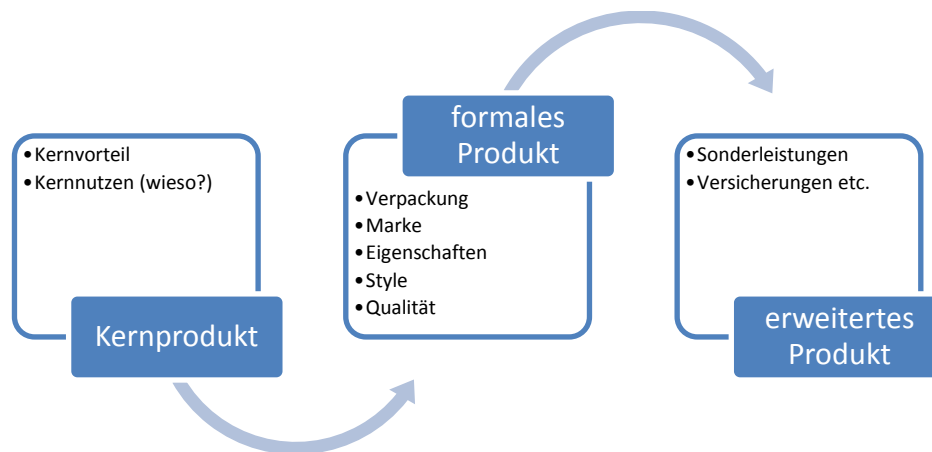 •Kernvorteil
•Kernnutzen (wieso?)
Kernprodukt
formales
Produkt
•Verpackung
•Marke
•Eigenschaften
•Style
•Qualität
•Sonderleistungen
•Versicherungen etc.
erweitertes
Produkt